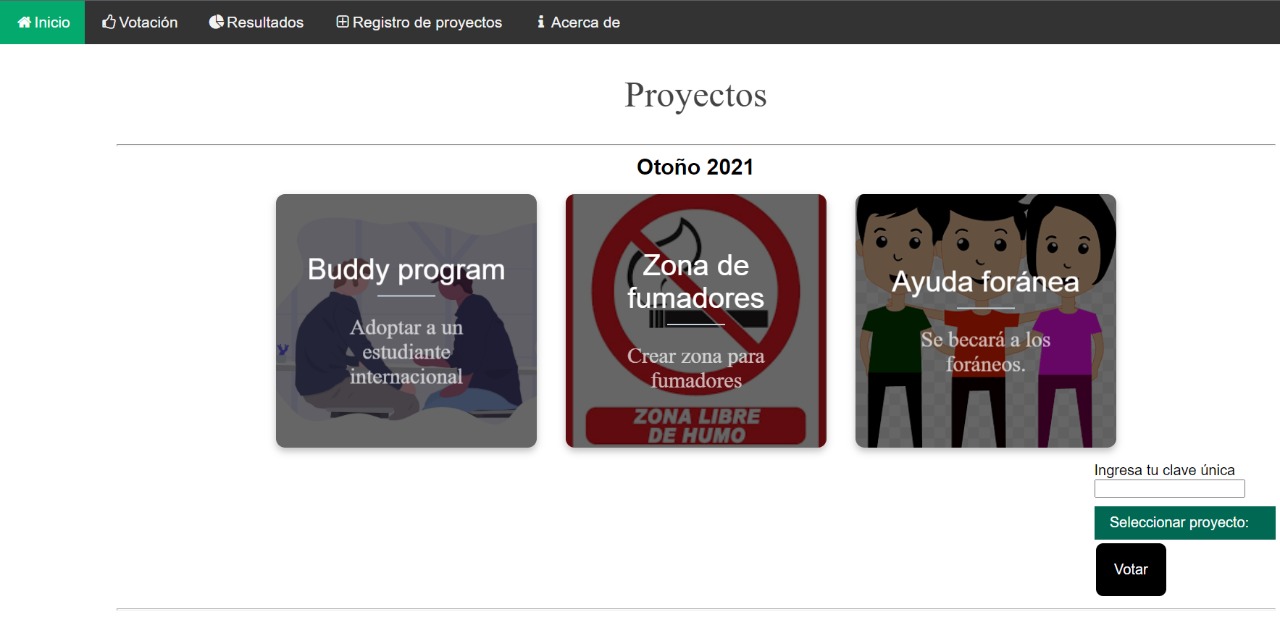 Inicio Votación Resultados Registro de proyectos Acerca de
Proyectos
Otoño 2021
Buddy program
Adoptar a un
estudiante
internacional
Zona de
fumadores
Crear zona para
fumadores
ZONA LIBRE
DE HUMO
Ayuda foránea
Se becará a los
foráneos.
Ingresa tu clave única
Seleccionar proyecto:
Votar